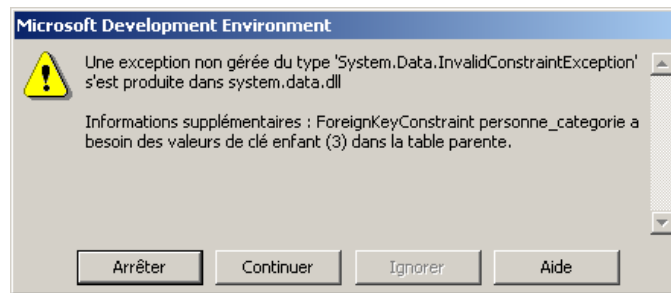 Microsoft Development Environment
Une exception non gérée du type 'System.Data.InvalidConstraintException'
s'est produite dans system.data.dll
Informations supplémentaires : ForeignKeyConstraint personne_categorie a
besoin des valeurs de clé enfant (3) dans la table parente.
Arrêter Continuer Ignorer Aide